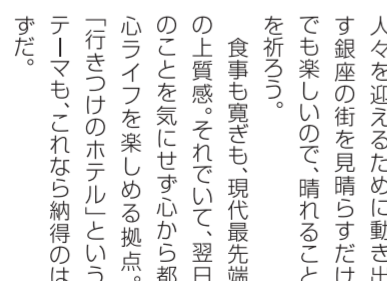 人々を迎えるために動き出
す銀座の街を見晴らすだけ
でも楽しいので、晴れること
を祈ろう。
食事も寛ぎも、現代最先端
の上質感。それでいて、翌日
のことを気にせず心から都
心ライフを楽しめる拠点。
「行きつけのホテル」という
テーマも、これなら納得のは
ずだ。